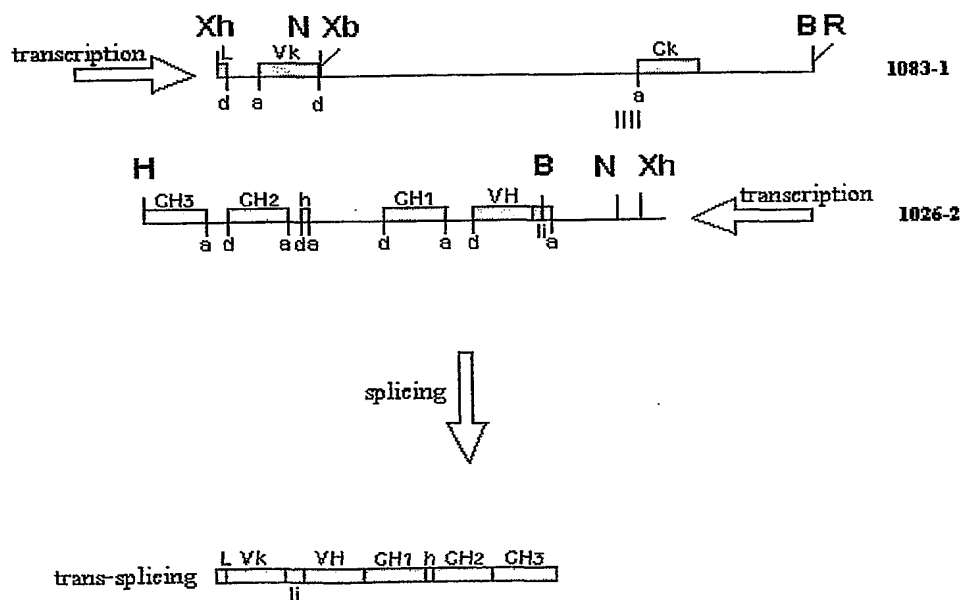 Xh N Xb B R
transcription L Vk Ck 1083-1
d a d a
llll
H B N Xh
CH3 CH2 h CH1 VH transcription 1026-2
a d a d a d a d li a
splicing
L Vk VH CH1 h CH2 CH3
trans-splicing
li